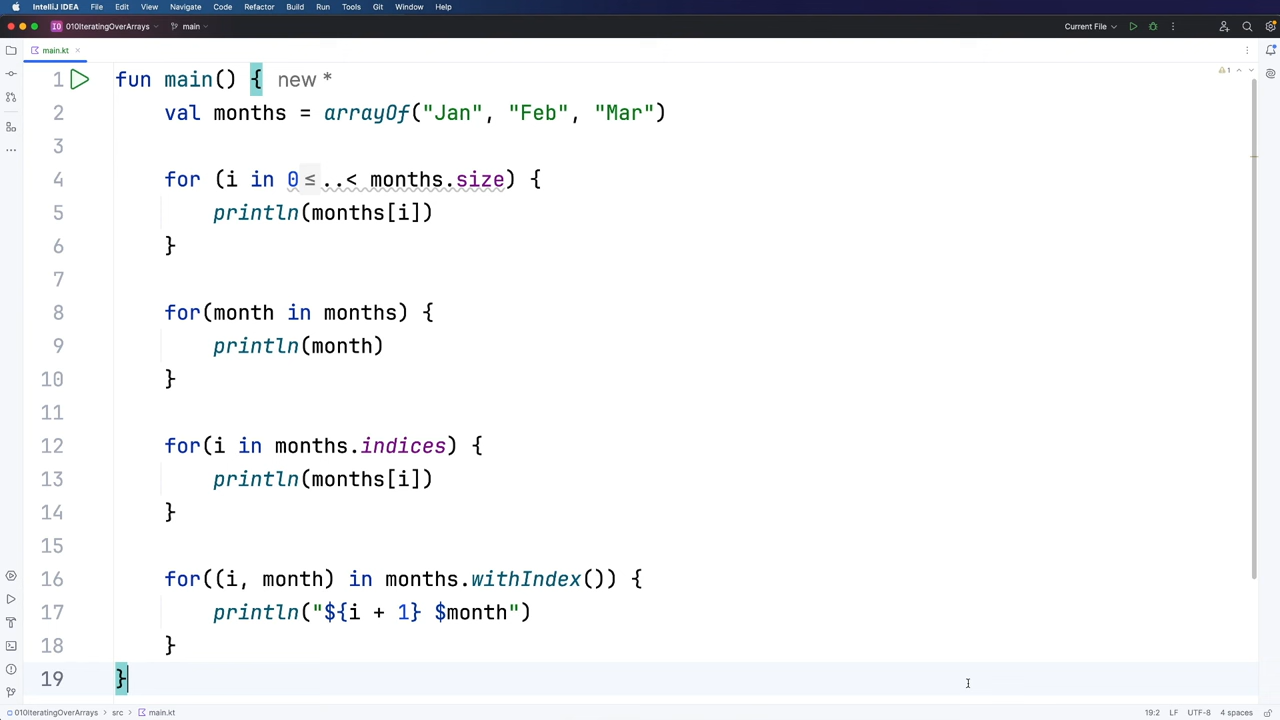 IntelliJ IDEA File Edit View Navigate Code Refactor Build Run Tools Git Window Help
IO 010IteratingOverArrays main Current File
main.kt
1 fun main() { new *
2 val months = arrayOf("Jan", "Feb", "Mar")
3
4 for (i in 0≤..< months.size) {
5 println(months[i])
6 }
7
8 for(month in months) {
9 println(month)
10 }
11
12 for(i in months.indices) {
13 println(months[i])
14 }
15
16 for((i, month) in months.withIndex()) {
17 println("${i + 1} $month")
18 }
19 }
1
010IteratingOverArrays > src > main.kt 19:2 LF UTF-8 4 spaces